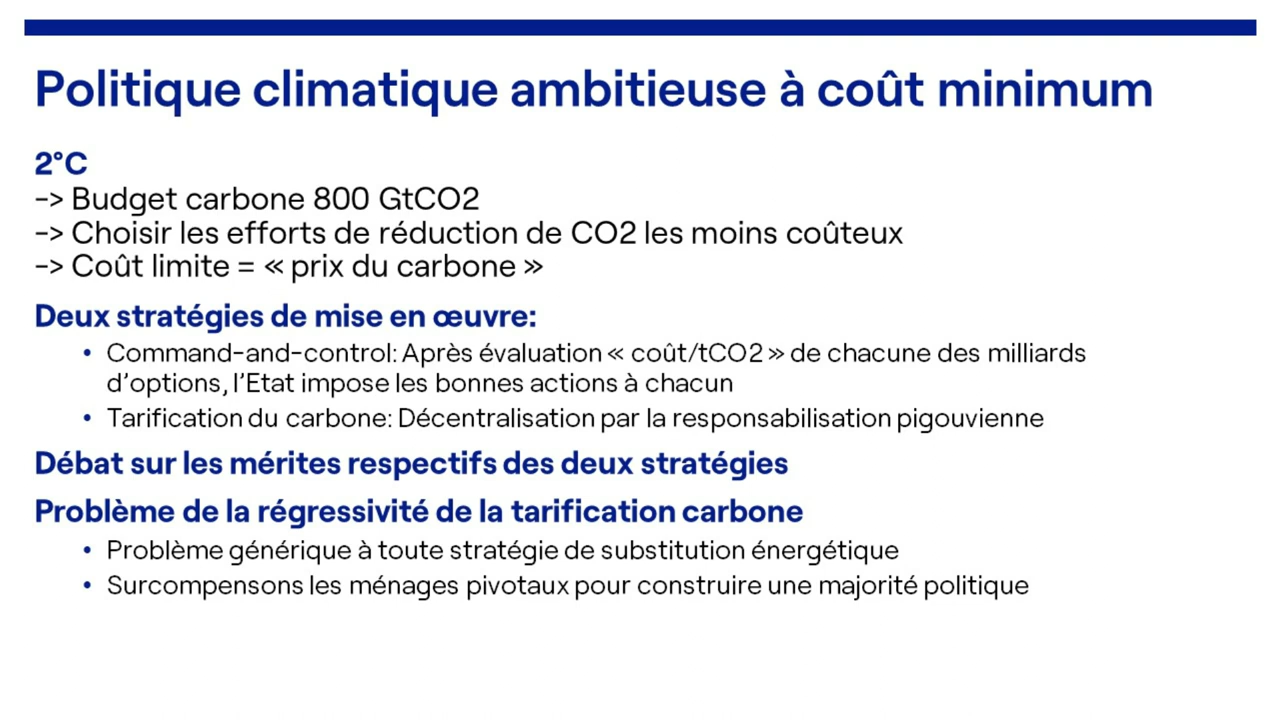 Politique climatique ambitieuse à coût minimum
2°C
-> Budget carbone 800 GtCO2
-> Choisir les efforts de réduction de CO2 les moins coûteux
-> Coût limite = « prix du carbone »
Deux stratégies de mise en œuvre:
• Command-and-control: Après évaluation « coût/tCO2 » de chacune des milliards
d’options, l’Etat impose les bonnes actions à chacun
• Tarification du carbone: Décentralisation par la responsabilisation pigouvienne
Débat sur les mérites respectifs des deux stratégies
Problème de la régressivité de la tarification carbone
• Problème générique à toute stratégie de substitution énergétique
• Surcompensons les ménages pivotaux pour construire une majorité politique